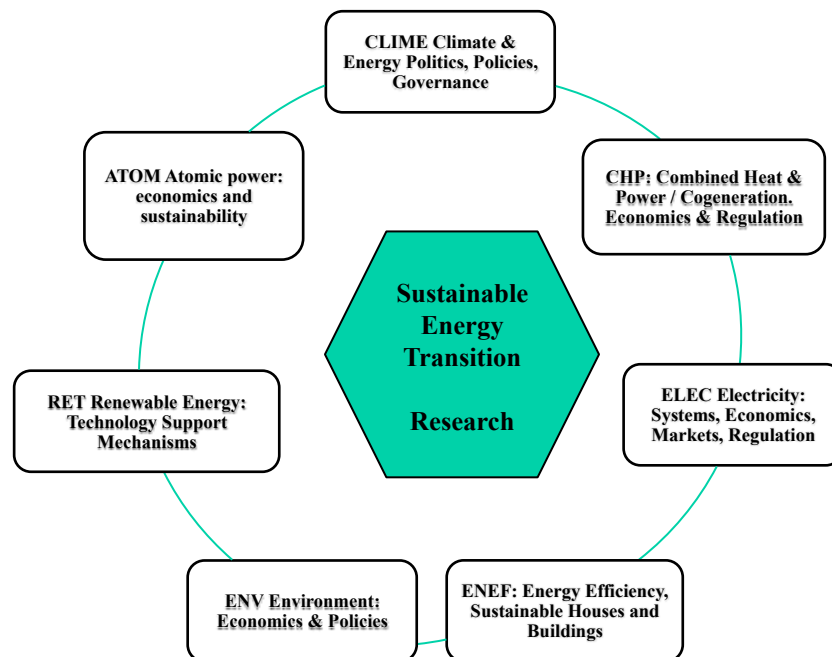 CLIME Climate &
Energy Politics, Policies,
Governance
CHP: Combined Heat &
Power / Cogeneration.
Economics & Regulation
ELEC Electricity:
Systems, Economics,
Markets, Regulation
ENEF: Energy Efficiency,
Sustainable Houses and
Buildings
ENV Environment:
Economics & Policies
RET Renewable Energy:
Technology Support
Mechanisms
ATOM Atomic power:
economics and
sustainability
Sustainable
Energy
Transition
Research